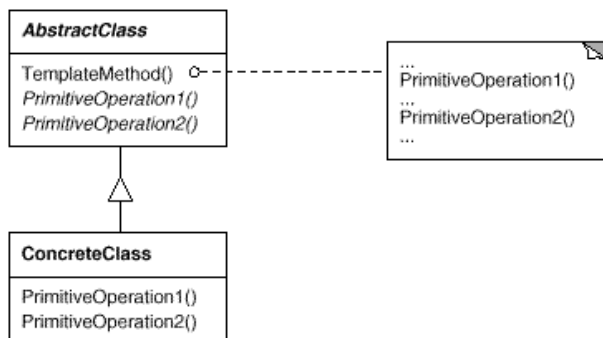 AbstractClass
TemplateMethod()
PrimitiveOperation1()
PrimitiveOperation2()
...
PrimitiveOperation1()
...
PrimitiveOperation2()
...
ConcreteClass
PrimitiveOperation1()
PrimitiveOperation2()